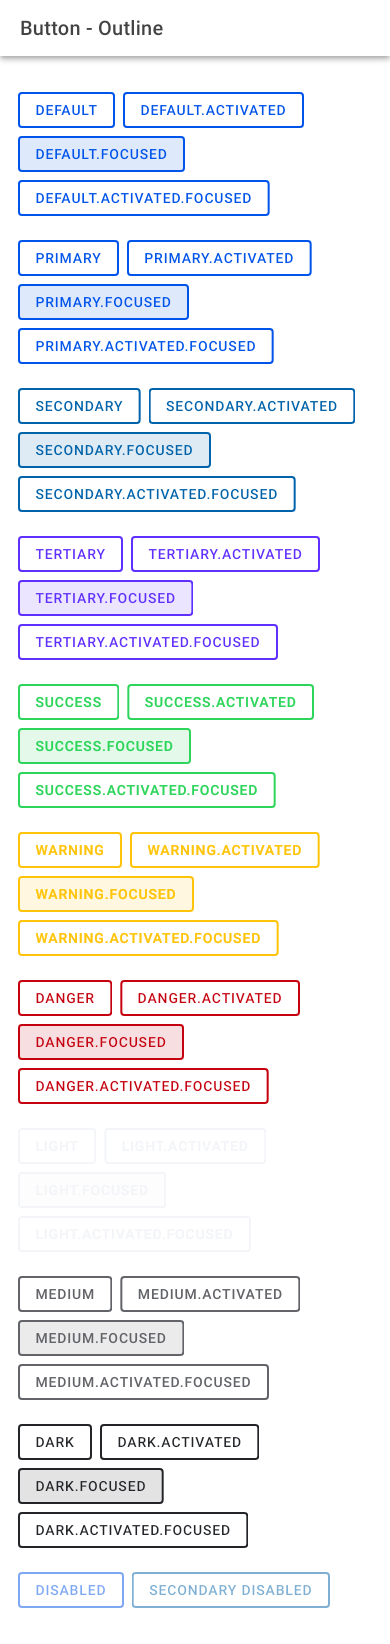 Button - Outline
DEFAULT DEFAULT.ACTIVATED
DEFAULT.FOCUSED
DEFAULT.ACTIVATED.FOCUSED
PRIMARY PRIMARY.ACTIVATED
PRIMARY.FOCUSED
PRIMARY.ACTIVATED.FOCUSED
SECONDARY SECONDARY.ACTIVATED
SECONDARY.FOCUSED
SECONDARY.ACTIVATED.FOCUSED
TERTIARY TERTIARY.ACTIVATED
TERTIARY.FOCUSED
TERTIARY.ACTIVATED.FOCUSED
SUCCESS SUCCESS.ACTIVATED
SUCCESS.FOCUSED
SUCCESS.ACTIVATED.FOCUSED
WARNING WARNING.ACTIVATED
WARNING.FOCUSED
WARNING.ACTIVATED.FOCUSED
DANGER DANGER.ACTIVATED
DANGER.FOCUSED
DANGER.ACTIVATED.FOCUSED
LIGHT LIGHT.ACTIVATED
LIGHT.FOCUSED
LIGHT.ACTIVATED.FOCUSED
MEDIUM MEDIUM.ACTIVATED
MEDIUM.FOCUSED
MEDIUM.ACTIVATED.FOCUSED
DARK DARK.ACTIVATED
DARK.FOCUSED
DARK.ACTIVATED.FOCUSED
DISABLED SECONDARY DISABLED